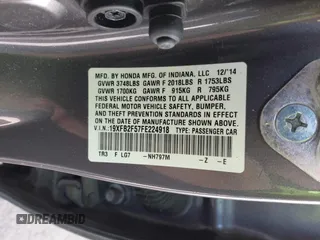 MFD. BY HONDA MFG. OF INDIANA, LLC 12/'14
GVWR 3748LBS GAWR F 2018LBS R 1753LBS
GVWR 1700KG GAWR F 915KG R 795KG
THIS VEHICLE CONFORMS TO ALL APPLICABLE
FEDERAL MOTOR VEHICLE SAFETY, BUMPER,
AND THEFT PREVENTION STANDARDS IN EFFECT
ON THE DATE OF MANUFACTURE SHOWN ABOVE.
V.I.N.:19XFB2F57FE224918 TYPE: PASSENGER CAR
TR3 F LG7 -NH797M -Z -E
DREAMBID